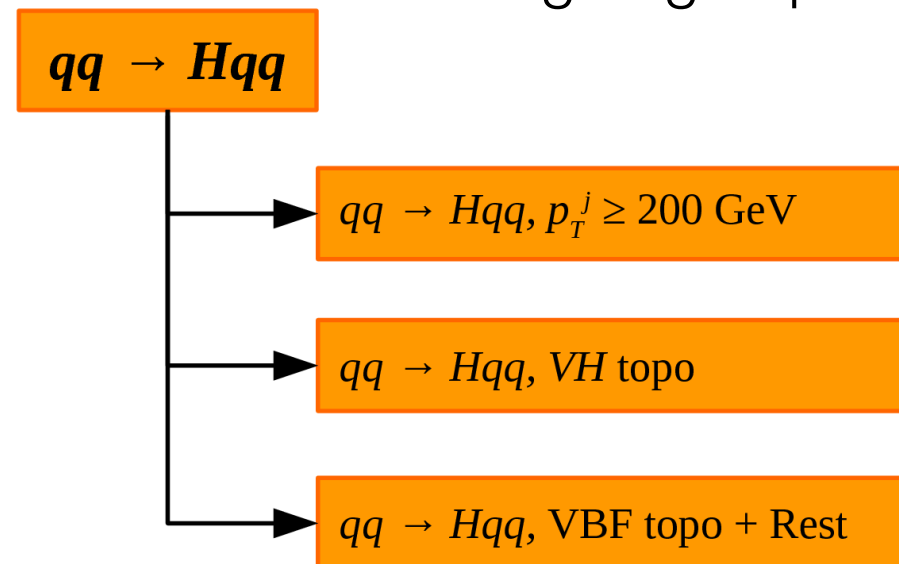 qq → Hqq
qq → Hqq, p_T^j ≥ 200 GeV
qq → Hqq, VH topo
qq → Hqq, VBF topo + Rest